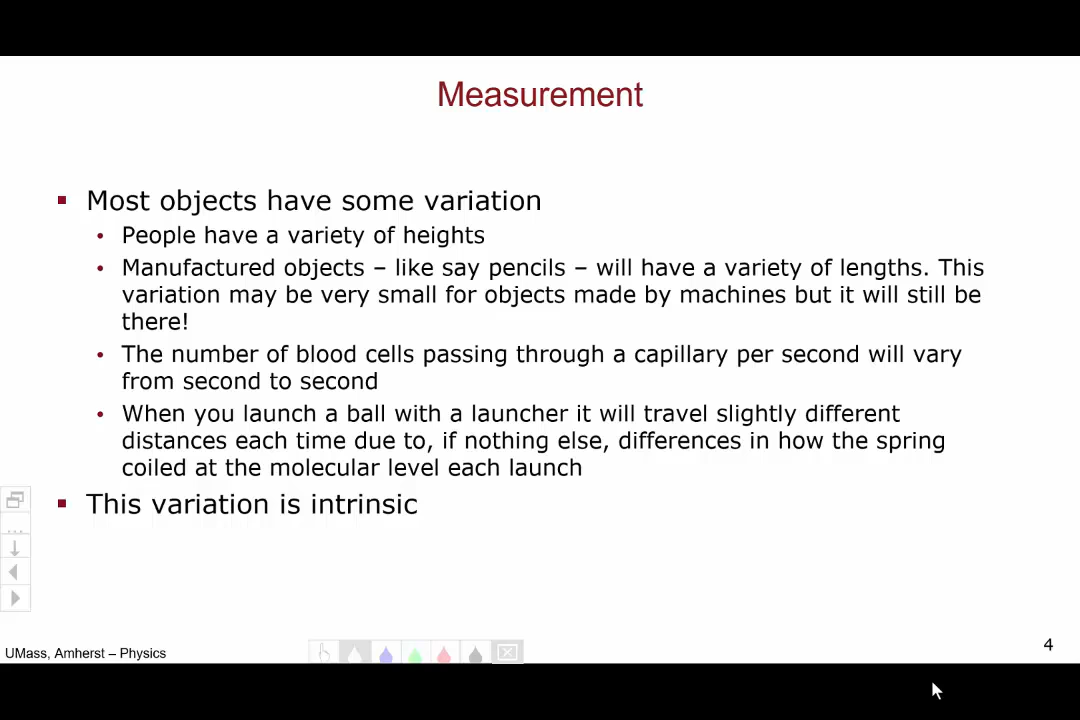 Measurement
Most objects have some variation
People have a variety of heights
Manufactured objects – like say pencils – will have a variety of lengths. This
variation may be very small for objects made by machines but it will still be
there!
The number of blood cells passing through a capillary per second will vary
from second to second
When you launch a ball with a launcher it will travel slightly different
distances each time due to, if nothing else, differences in how the spring
coiled at the molecular level each launch
This variation is intrinsic
UMass, Amherst – Physics
4